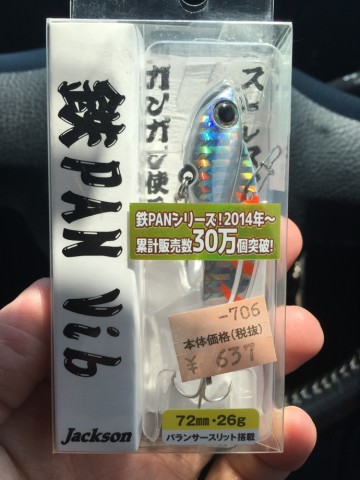 鉄PAN Vib
Jackson
ガンガン使
鉄PANシリーズ!2014年~
累計販売数30万個突破!
-706
本体価格(税抜)
¥ 637
72mm・26g
バランサースリット搭載